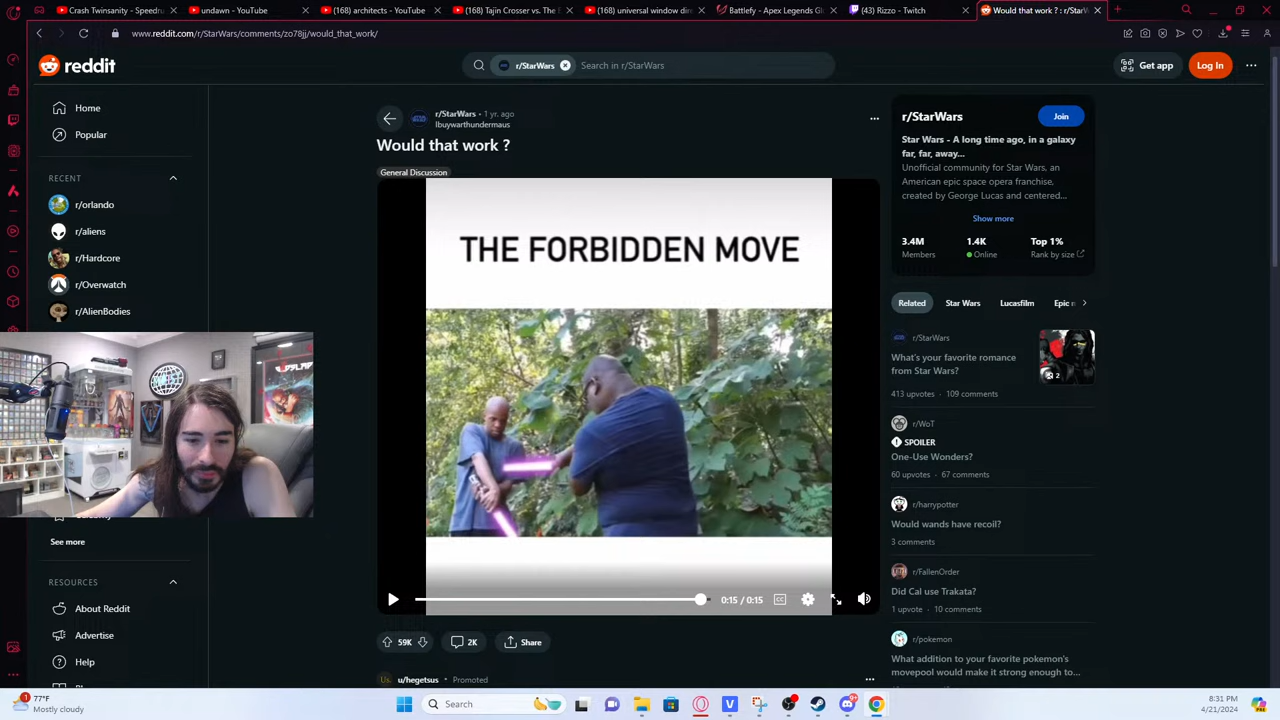 Crash Twinsanity - Speedru
undawn - YouTube
(168) architects - YouTube
(168) Tajin Crosser vs. The E
(168) universal window dire
Battlefy - Apex Legends Glo
(43) Rizzo - Twitch
Would that work ? : r/StarW
www.reddit.com/r/StarWars/comments/zo78jj/would_that_work/
reddit
r/StarWars
Search in r/StarWars
Get app
Log In
Home
Popular
RECENT
r/orlando
r/aliens
r/Hardcore
r/Overwatch
r/AlienBodies
See more
RESOURCES
About Reddit
Advertise
Help
r/StarWars • 1 yr. ago
Ibuywarthundermaus
Would that work ?
General Discussion
THE FORBIDDEN MOVE
0:15 / 0:15
59K
2K
Share
u/hegetsus • Promoted
r/StarWars
Join
Star Wars - A long time ago, in a galaxy
far, far, away...
Unofficial community for Star Wars, an
American epic space opera franchise,
created by George Lucas and centered...
Show more
3.4M
1.4K
Top 1%
Members
Online
Rank by size
Related
Star Wars
Lucasfilm
r/StarWars
What's your favorite romance
from Star Wars?
2
413 upvotes • 109 comments
r/WoT
SPOILER
One-Use Wonders?
60 upvotes • 67 comments
r/harrypotter
Would wands have recoil?
3 comments
r/FallenOrder
Did Cal use Trakata?
1 upvote • 10 comments
r/pokemon
What addition to your favorite pokemon's
movepool would make it strong enough to...
1
77°F
Mostly cloudy
Search
8:31 PM
4/21/2024